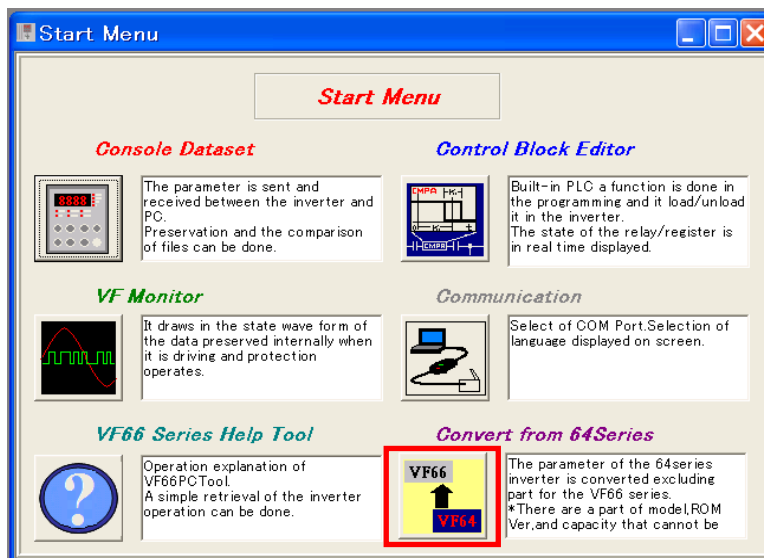 Start Menu
Start Menu
Console Dataset
The parameter is sent and
received between the inverter and
PC.
Preservation and the comparison
of files can be done.
8888
Control Block Editor
CMPA
CMPA
Built-in PLC a function is done in
the programming and it load/unload
it in the inverter.
The state of the relay/register is
in real time displayed.
VF Monitor
It draws in the state wave form of
the data preserved internally when
it is driving and protection
operates.
Communication
Select of COM Port.Selection of
language displayed on screen.
VF66 Series Help Tool
?
Operation explanation of
VF66PCTool.
A simple retrieval of the inverter
operation can be done.
Convert from 64Series
VF66
VF64
The parameter of the 64series
inverter is converted excluding
part for the VF66 series.
*There are a part of model,ROM
Ver,and capacity that cannot be